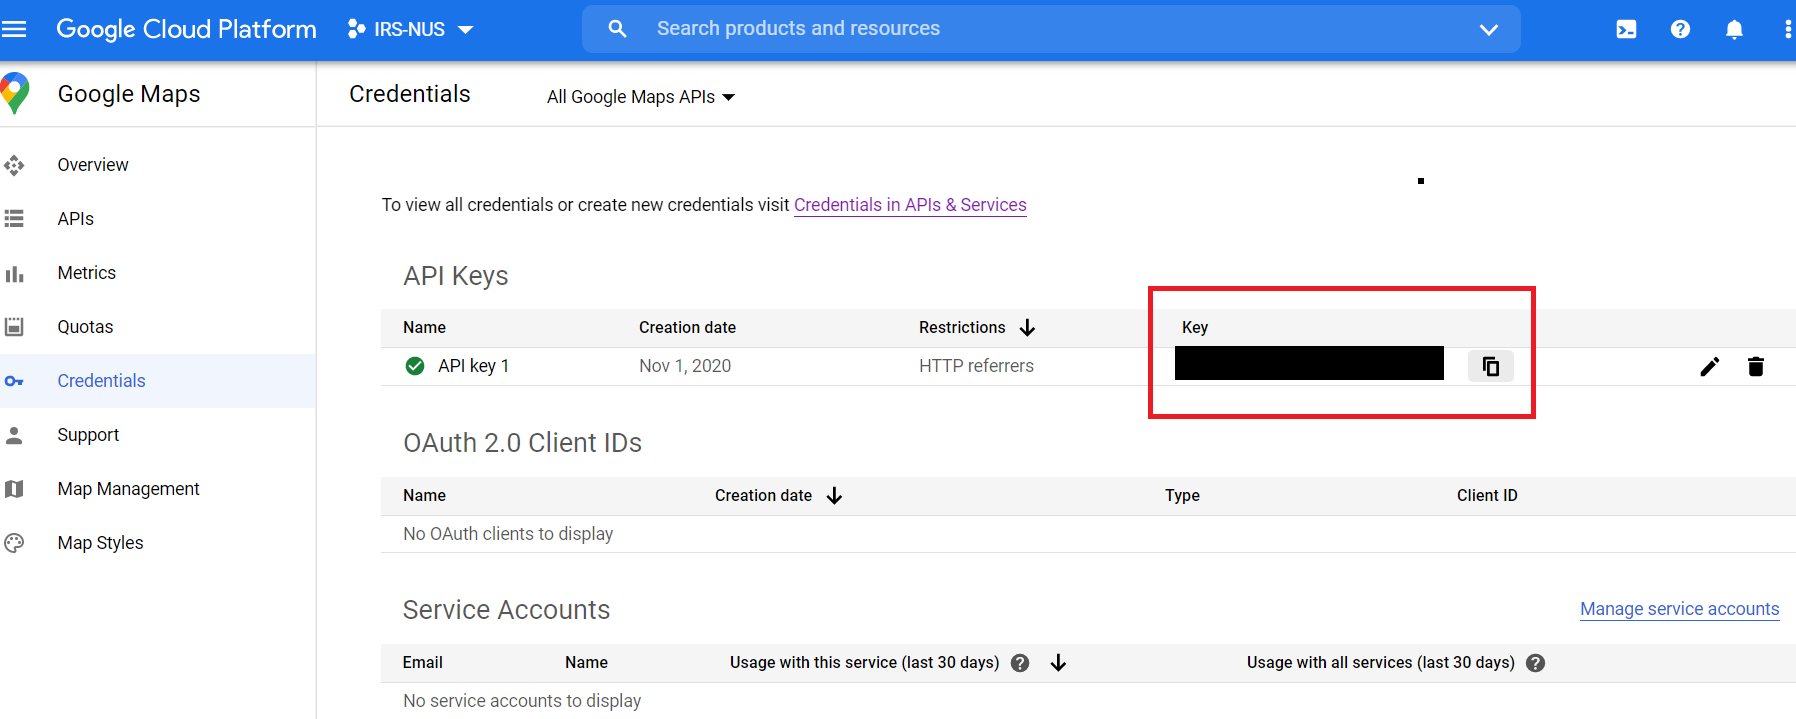 Google Cloud Platform IRS-NUS Search products and resources
Google Maps Credentials All Google Maps APIs
Overview
APIs
Metrics
Quotas
Credentials
Support
Map Management
Map Styles
To view all credentials or create new credentials visit Credentials in APIs & Services
API Keys
Name Creation date Restrictions Key
API key 1 Nov 1, 2020 HTTP referrers
OAuth 2.0 Client IDs
Name Creation date Type Client ID
No OAuth clients to display
Service Accounts Manage service accounts
Email Name Usage with this service (last 30 days) ? Usage with all services (last 30 days) ?
No service accounts to display